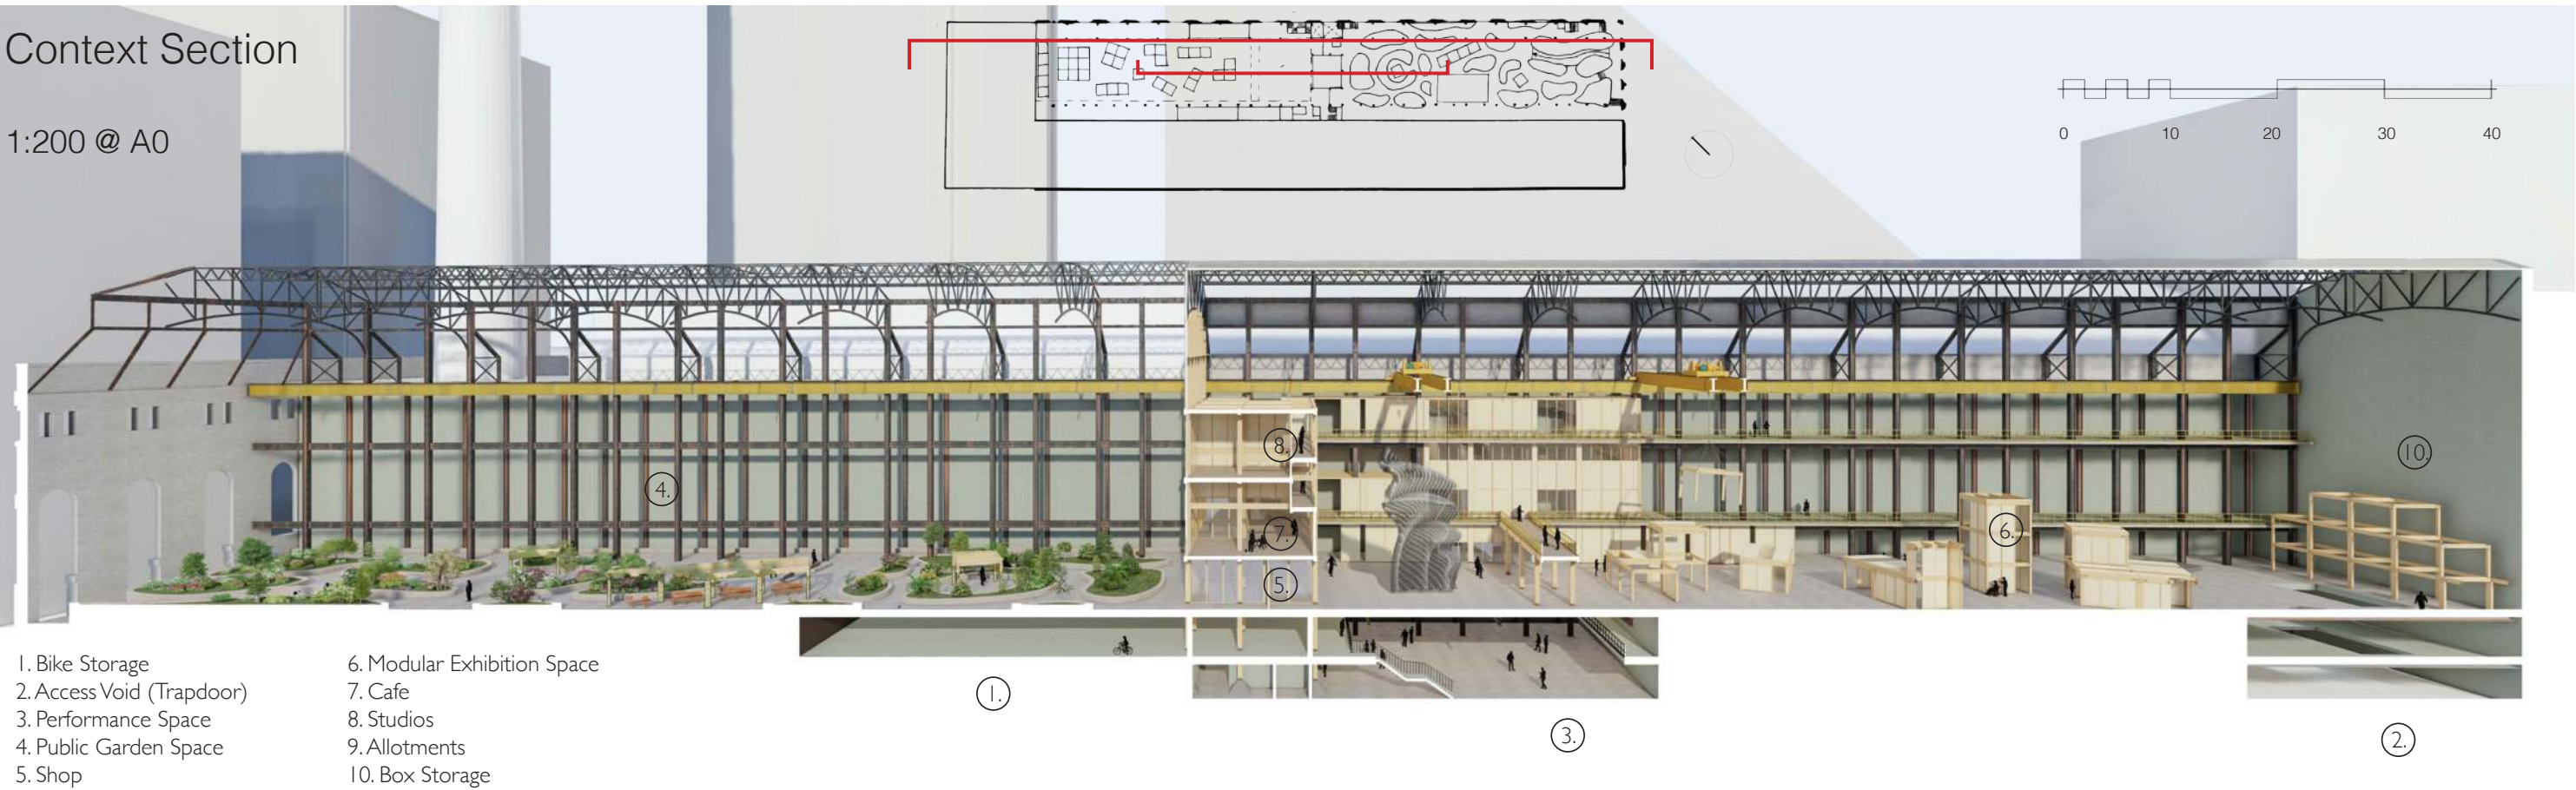 Context Section
1:200 @ A0
0 10 20 30 40
8.
10.
4.
7.
6.
5.
1. Bike Storage
2. Access Void (Trapdoor)
3. Performance Space
4. Public Garden Space
5. Shop
6. Modular Exhibition Space
7. Cafe
8. Studios
9. Allotments
10. Box Storage
1.
3.
2.